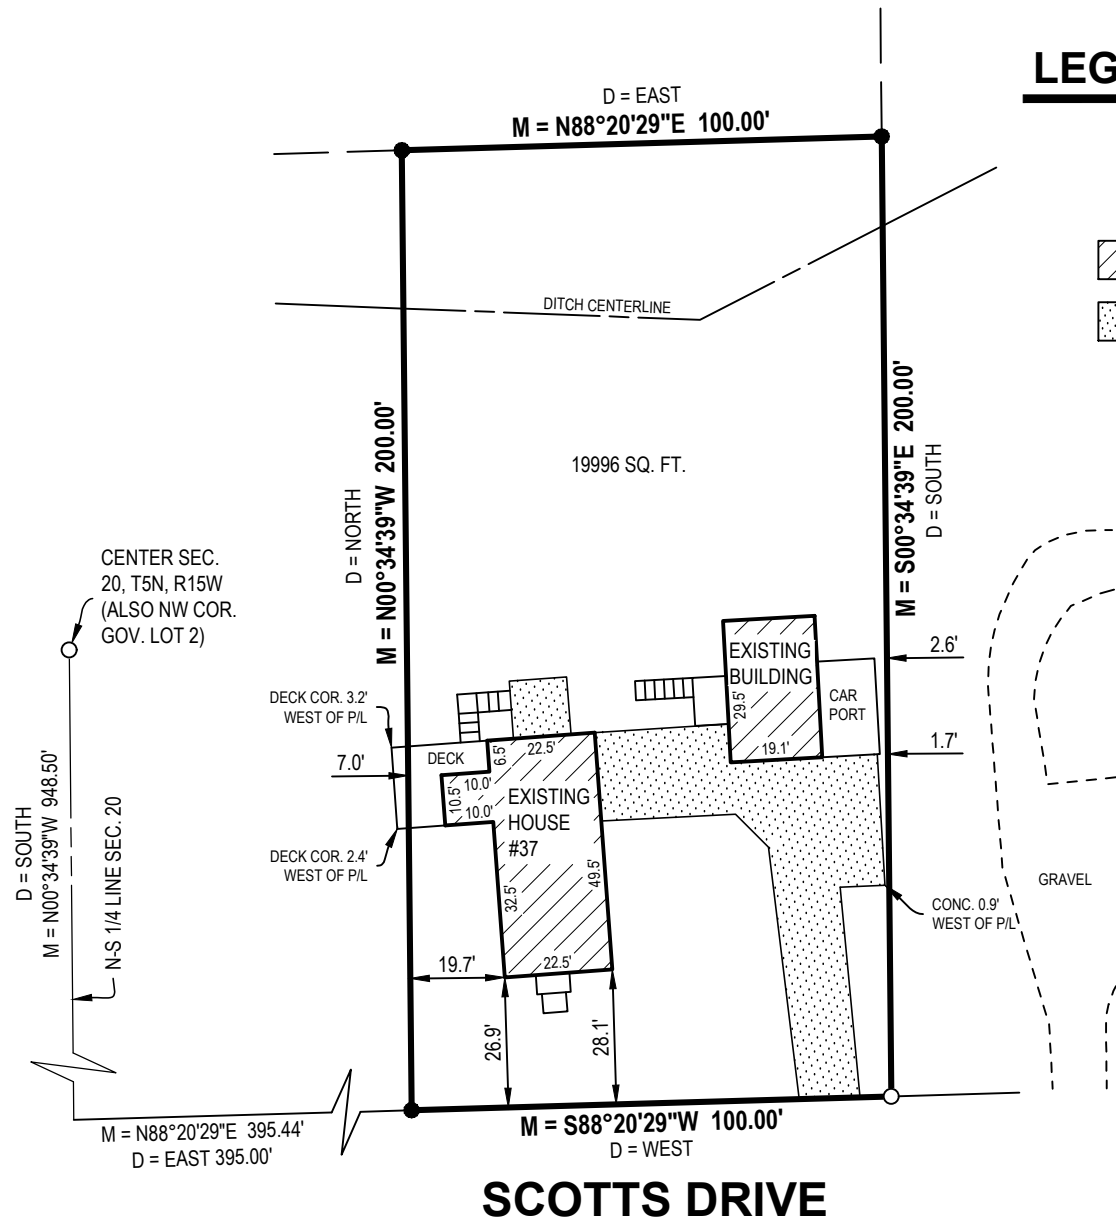 LEG
D = EAST
M = N88°20'29"E 100.00'
DITCH CENTERLINE
M = N00°34'39"W 200.00'
D = NORTH
19996 SQ. FT.
M = S00°34'39"E 200.00'
D = SOUTH
CENTER SEC.
20, T5N, R15W
(ALSO NW COR.
GOV. LOT 2)
D = SOUTH
M = N00°34'39"W 948.50'
N-S 1/4 LINE SEC. 20
DECK COR. 3.2'
WEST OF P/L
7.0'
DECK
6.5'
22.5'
10.0'
10.5'
10.0'
EXISTING
HOUSE
#37
DECK COR. 2.4'
WEST OF P/L
32.5'
49.5'
22.5'
19.7'
26.9'
28.1'
EXISTING
BUILDING
29.5'
19.1'
CAR
PORT
2.6'
1.7'
GRAVEL
CONC. 0.9'
WEST OF P/L
M = N88°20'29"E 395.44'
D = EAST 395.00'
M = S88°20'29"W 100.00'
D = WEST
SCOTTS DRIVE